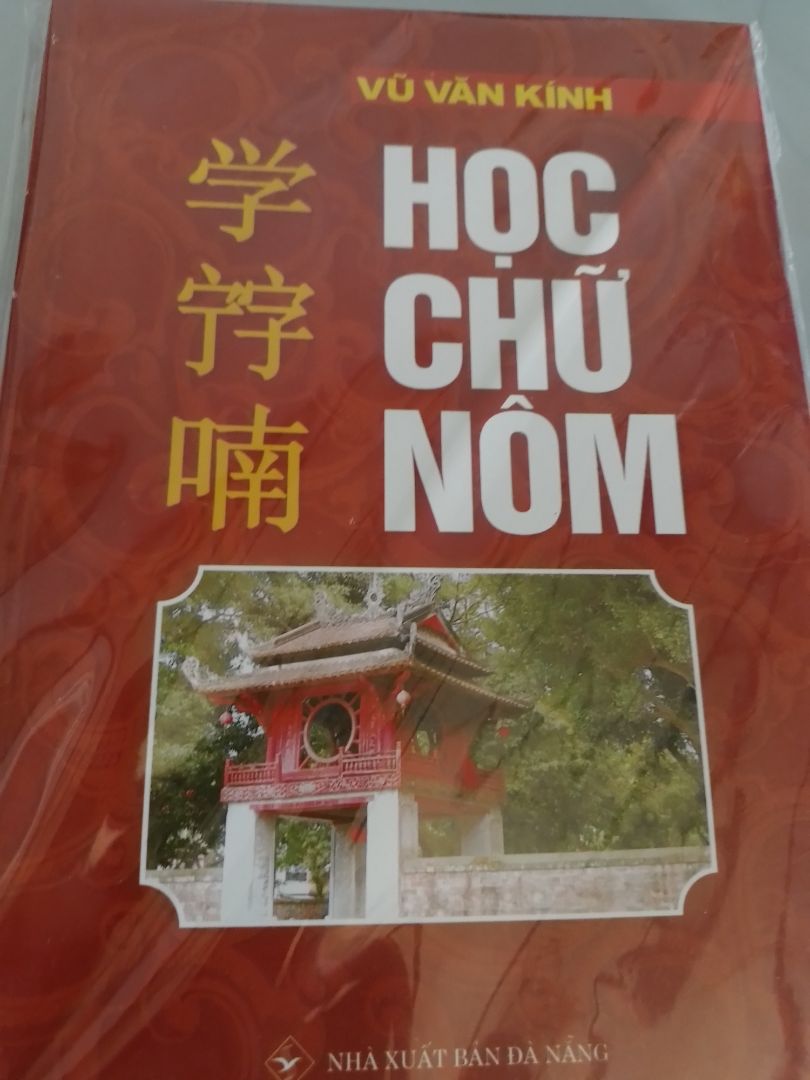 VŨ VĂN KÍNH
学 HỌC
𡨸 CHỮ
喃 NÔM
NHÀ XUẤT BẢN ĐÀ NẴNG